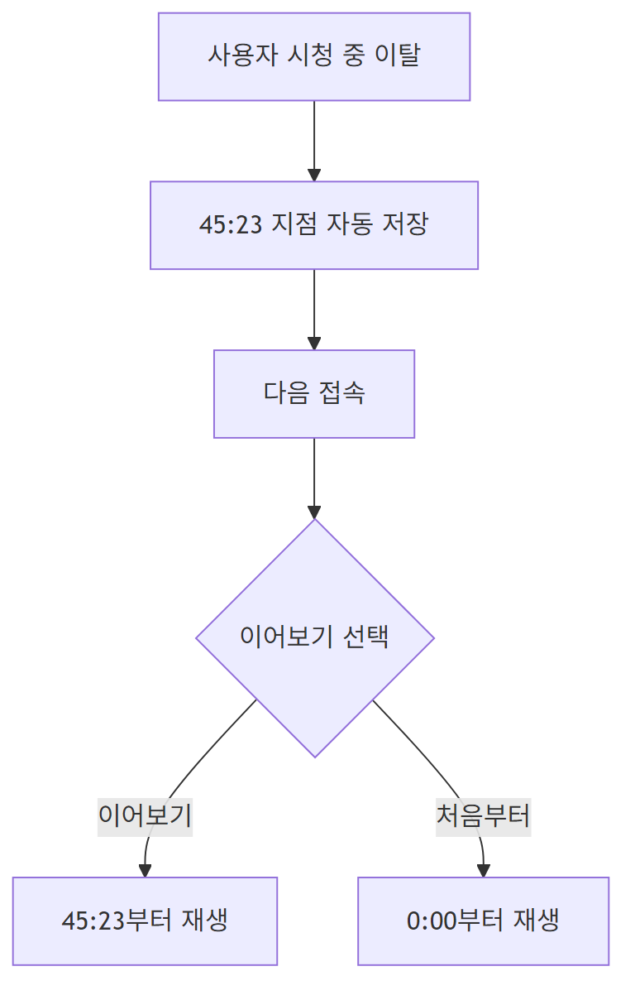 사용자 시청 중 이탈
45:23 지점 자동 저장
다음 접속
이어보기 선택
이어보기
처음부터
45:23부터 재생
0:00부터 재생